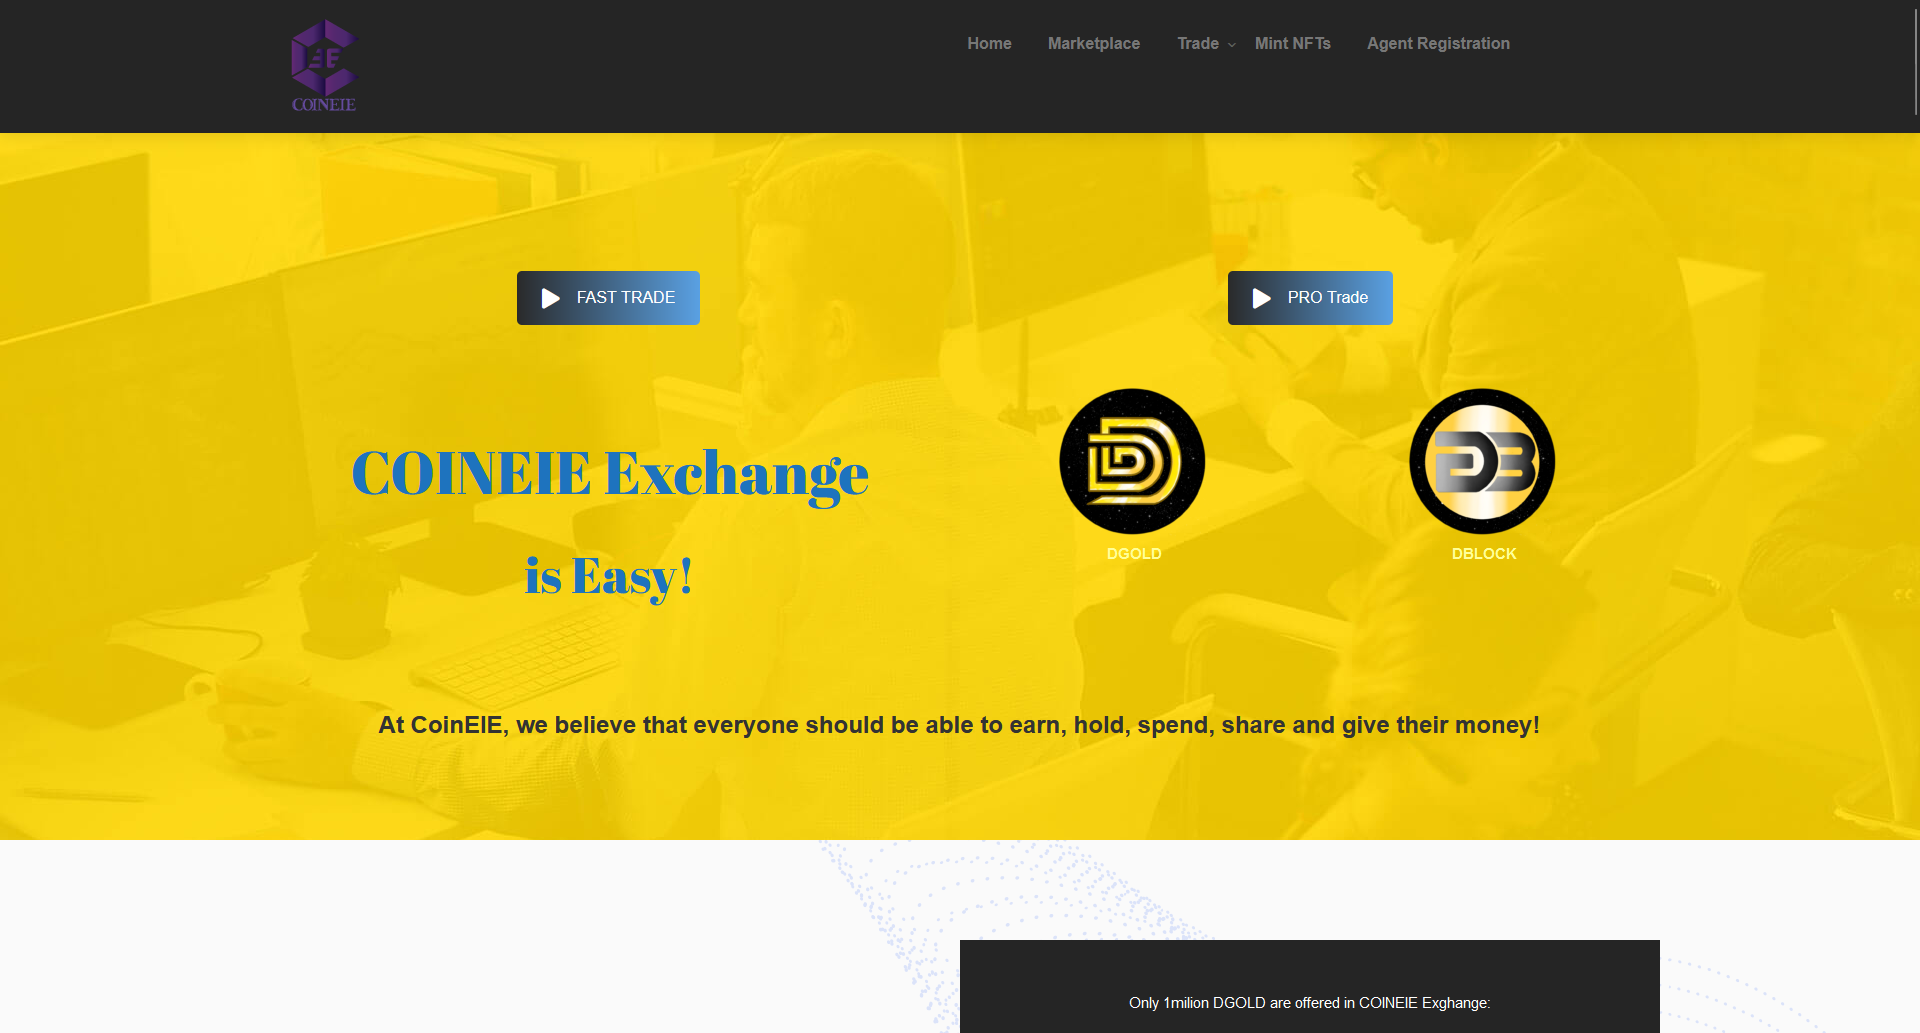 COINEIE
Home Marketplace Trade Mint NFTs Agent Registration
FAST TRADE
PRO Trade
COINEIE Exchange
is Easy!
DGOLD
DBLOCK
At CoinEIE, we believe that everyone should be able to earn, hold, spend, share and give their money!
Only 1milion DGOLD are offered in COINEIE Exghange: